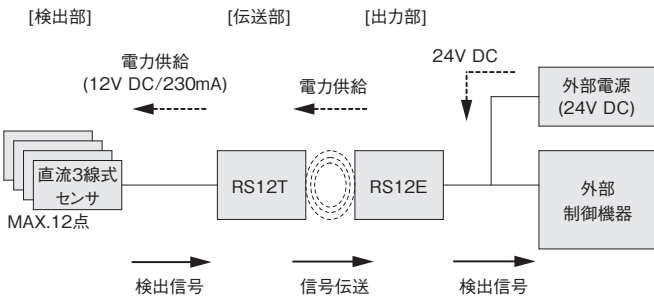 [検出部]
[伝送部]
[出力部]
電力供給
(12V DC/230mA)
電力供給
24V DC
外部電源
(24V DC)
直流3線式
センサ
MAX.12点
RS12T
RS12E
外部
制御機器
検出信号
信号伝送
検出信号